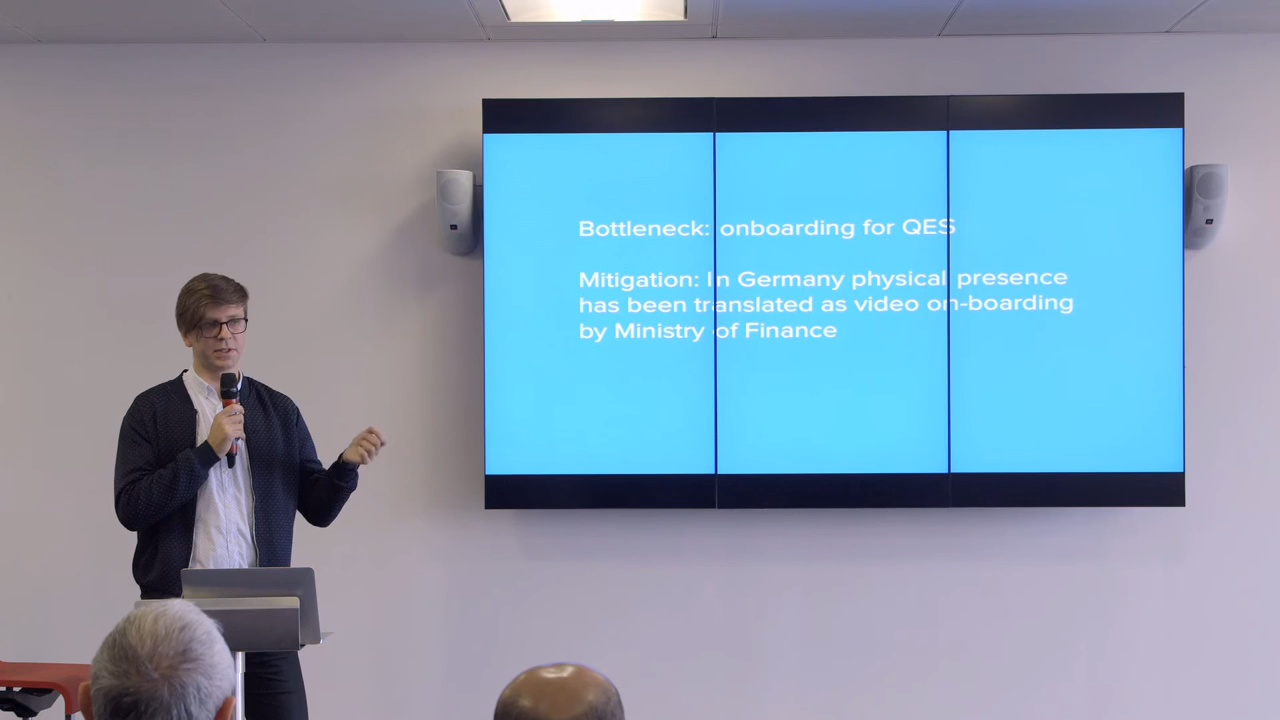 Bottleneck: onboarding for QES
Mitigation: In Germany physical presence
has been translated as video on-boarding
by Ministry of Finance